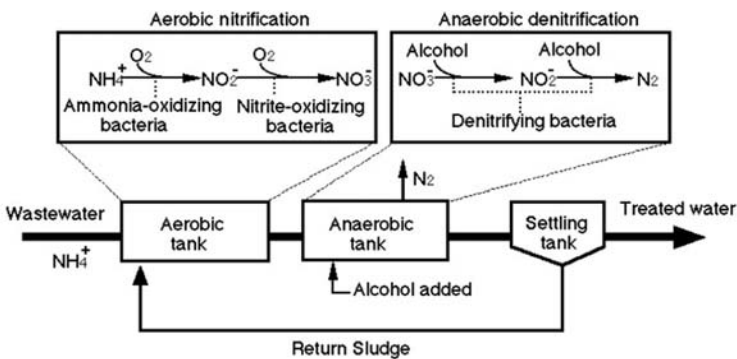 Aerobic nitrification
Anaerobic denitrification
O2
O2
NH4+
NO2-
NO3-
Ammonia-oxidizing
bacteria
Nitrite-oxidizing
bacteria
Alcohol
Alcohol
NO3-
NO2-
N2
Denitrifying bacteria
N2
Wastewater
NH4+
Aerobic
tank
Anaerobic
tank
Settling
tank
Treated water
Alcohol added
Return Sludge